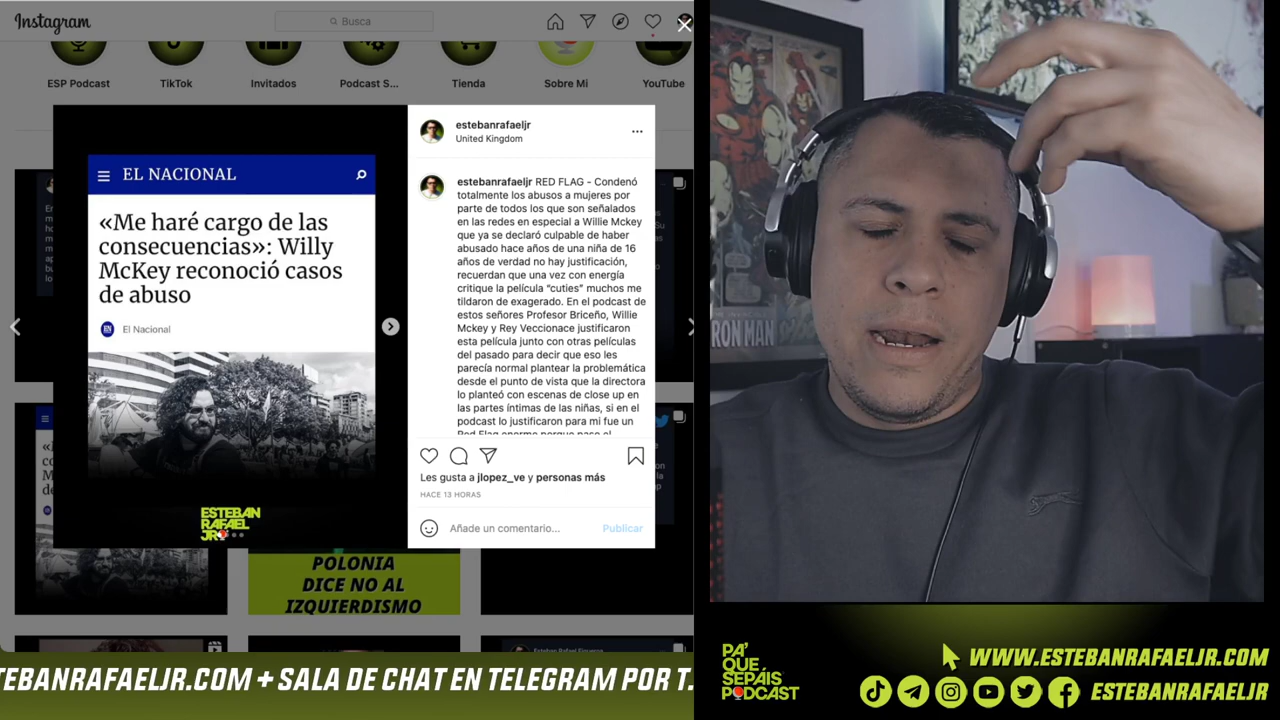 Instagram
Busca
ESP Podcast
TikTok
Invitados
Podcast S...
Tienda
Sobre Mi
YouTube
EL NACIONAL
«Me haré cargo de las
consecuencias»: Willy
McKey reconoció casos
de abuso
El Nacional
ESTEBAN
RAFAEL
JR
estebanrafaeljr
United Kingdom
estebanrafaeljr RED FLAG - Condenó
totalmente los abusos a mujeres por
parte de todos los que son señalados
en las redes en especial a Willie Mckey
que ya se declaró culpable de haber
abusado hace años de una niña de 16
años de verdad no hay justificación,
recuerdan que una vez con energía
critique la película “cuties” muchos me
tildaron de exagerado. En el podcast de
estos señores Profesor Briceño, Willie
Mckey y Rey Veccionace justificaron
esta película junto con otras películas
del pasado para decir que eso les
parecía normal plantear la problemática
desde el punto de vista que la directora
lo planteó con escenas de close up en
las partes íntimas de las niñas, si en el
podcast lo justificaron para mi fue un
Red Flag enorme porque paso el
Les gusta a jlopez_ve y personas más
HACE 13 HORAS
Añade un comentario...
Publicar
POLONIA
DICE NO AL
IZQUIERDISMO
TEBANRAFAELJR.COM + SALA DE CHAT EN TELEGRAM POR T.
IRON MAN
PA'
QUE
SEPÁIS
PODCAST
WWW.ESTEBANRAFAELJR.COM
ESTEBANRAFAELJR